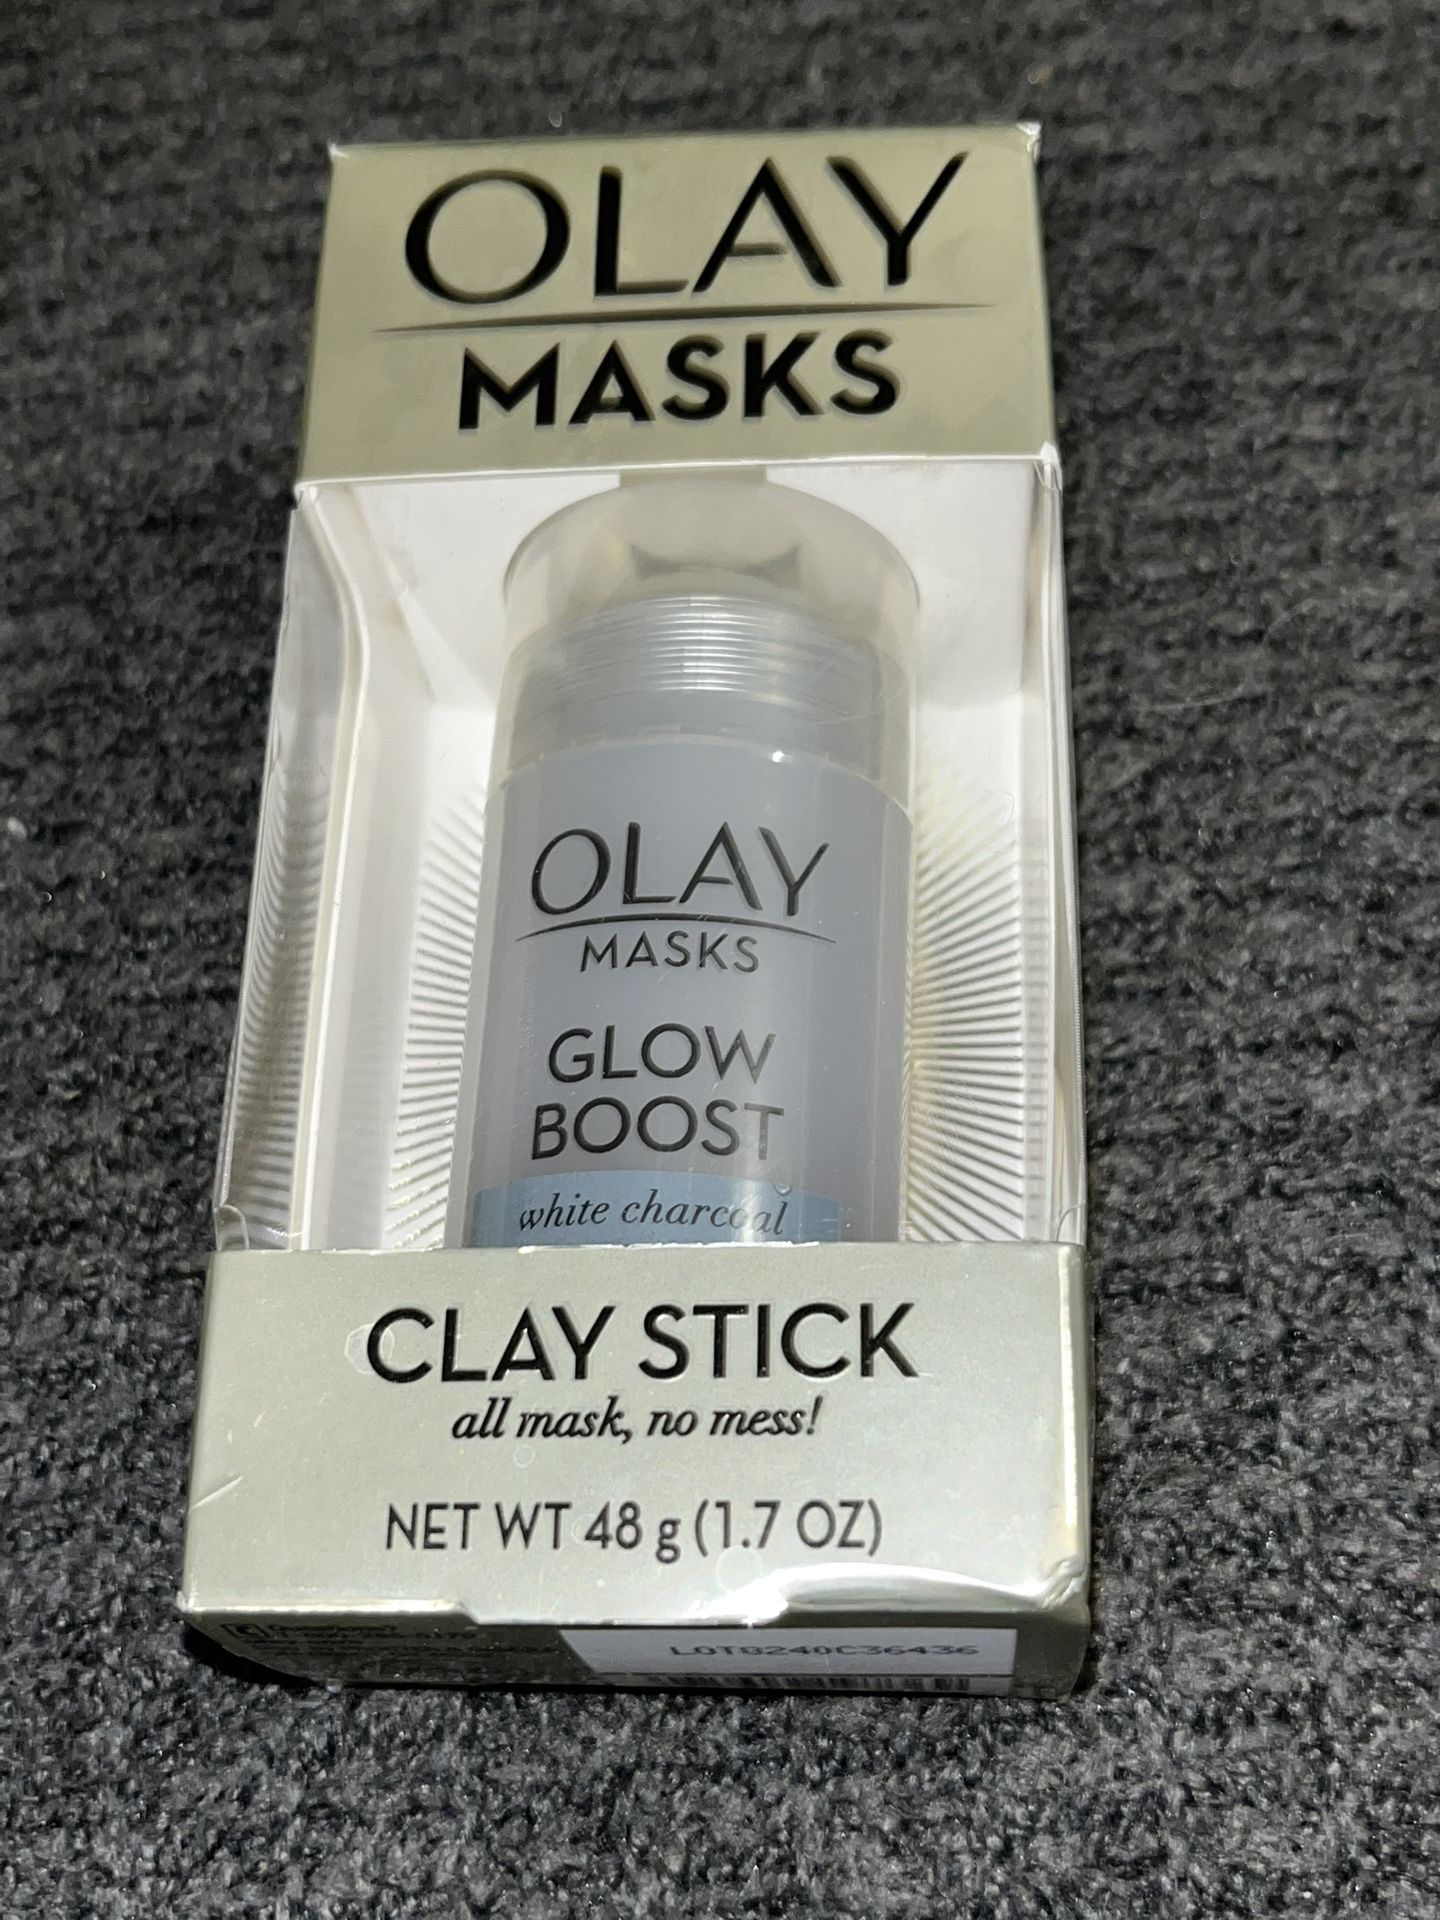 OLAY
MASKS
OLAY
MASKS
GLOW
BOOST
white charcoal
CLAY STICK
all mask, no mess!
NET WT 48 g (1.7 OZ)